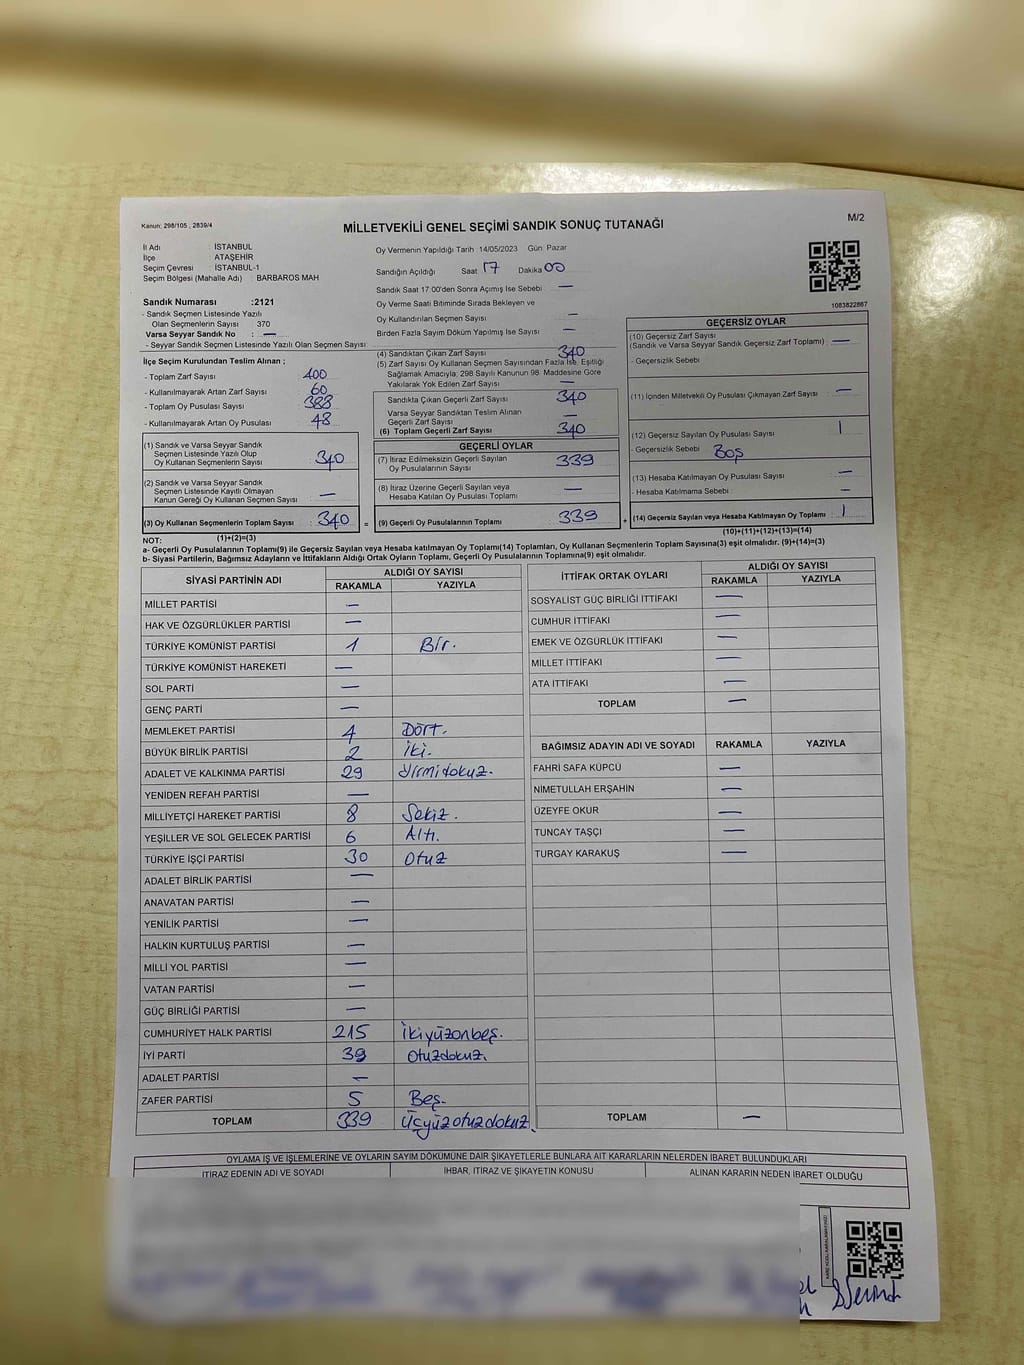 Kanun; 298/105 , 2839/4
MİLLETVEKİLİ GENEL SEÇİMİ SANDIK SONUÇ TUTANAĞI
M/2
İl Adı : İSTANBUL
İlçe : ATAŞEHİR
Seçim Çevresi : İSTANBUL-1
Seçim Bölgesi (Mahalle Adı) : BARBAROS MAH
Sandık Numarası :2121
- Sandık Seçmen Listesinde Yazılı
Olan Seçmenlerin Sayısı 370
Varsa Seyyar Sandık No : —
- Seyyar Sandık Seçmen Listesinde Yazılı Olan Seçmen Sayısı
İlçe Seçim Kurulundan Teslim Alınan ;
- Toplam Zarf Sayısı 400
- Kullanılmayarak Artan Zarf Sayısı 60
- Toplam Oy Pusulası Sayısı 388
- Kullanılmayarak Artan Oy Pusulası 48
(1) Sandık ve Varsa Seyyar Sandık
Seçmen Listesinde Yazılı Olup
Oy Kullanan Seçmenlerin Sayısı 340
(2) Sandık ve Varsa Seyyar Sandık
Seçmen Listesinde Kayıtlı Olmayan
Kanun Gereği Oy Kullanan Seçmen Sayısı —
(3) Oy Kullanan Seçmenlerin Toplam Sayısı 340 =
Oy Vermenin Yapıldığı Tarih 14/05/2023 Gün: Pazar
Sandığın Açıldığı Saat 17 Dakika 00
Sandık Saat 17:00'den Sonra Açımış İse Sebebi —
Oy Verme Saati Bitiminde Sırada Bekleyen ve
Oy Kullandırılan Seçmen Sayısı —
Birden Fazla Sayım Döküm Yapılmış İse Sayısı —
(4) Sandıktan Çıkan Zarf Sayısı 340
(5) Zarf Sayısı Oy Kullanan Seçmen Sayısından Fazla İse, Eşitliği
Sağlamak Amacıyla; 298 Sayılı Kanunun 98. Maddesine Göre
Yakılarak Yok Edilen Zarf Sayısı —
Sandıkta Çıkan Geçerli Zarf Sayısı 340
Varsa Seyyar Sandıktan Teslim Alınan
Geçerli Zarf Sayısı —
(6) Toplam Geçerli Zarf Sayısı 340
GEÇERLİ OYLAR
(7) İtiraz Edilmeksizin Geçerli Sayılan
Oy Pusulalarının Sayısı 339
(8) İtiraz Üzerine Geçerli Sayılan veya
Hesaba Katılan Oy Pusulası Toplamı —
(9) Geçerli Oy Pusulalarının Toplamı 339 +
1083822867
GEÇERSİZ OYLAR
(10) Geçersiz Zarf Sayısı
(Sandık ve Varsa Seyyar Sandık Geçersiz Zarf Toplamı) : —
- Geçersizlik Sebebi
(11) İçinden Milletvekili Oy Pusulası Çıkmayan Zarf Sayısı —
(12) Geçersiz Sayılan Oy Pusulası Sayısı 1
- Geçersizlik Sebebi Boş
(13) Hesaba Katılmayan Oy Pusulası Sayısı —
- Hesaba Katılmama Sebebi —
(14) Geçersiz Sayılan veya Hesaba Katılmayan Oy Toplamı : 1
NOT: (1)+(2)=(3)
(10)+(11)+(12)+(13)=(14)
a- Geçerli Oy Pusulalarının Toplamı(9) ile Geçersiz Sayılan veya Hesaba katılmayan Oy Toplamı(14) Toplamları, Oy Kullanan Seçmenlerin Toplam Sayısına(3) eşit olmalıdır. (9)+(14)=(3)
b- Siyasi Partilerin, Bağımsız Adayların ve İttifakların Aldığı Ortak Oyların Toplamı, Geçerli Oy Pusulalarının Toplamına(9) eşit olmalıdır.
SİYASİ PARTİNİN ADI ALDIĞI OY SAYISI
RAKAMLA YAZIYLA
MİLLET PARTİSİ —
HAK VE ÖZGÜRLÜKLER PARTİSİ —
TÜRKİYE KOMÜNİST PARTİSİ 1 Bir.
TÜRKİYE KOMÜNİST HAREKETİ —
SOL PARTİ —
GENÇ PARTİ —
MEMLEKET PARTİSİ 4 Dört.
BÜYÜK BİRLİK PARTİSİ 2 iki.
ADALET VE KALKINMA PARTİSİ 29 Yirmidokuz.
YENİDEN REFAH PARTİSİ —
MİLLİYETÇİ HAREKET PARTİSİ 8 Sekiz.
YEŞİLLER VE SOL GELECEK PARTİSİ 6 Altı.
TÜRKİYE İŞÇİ PARTİSİ 30 Otuz
ADALET BİRLİK PARTİSİ —
ANAVATAN PARTİSİ —
YENİLİK PARTİSİ —
HALKIN KURTULUŞ PARTİSİ —
MİLLİ YOL PARTİSİ —
VATAN PARTİSİ —
GÜÇ BİRLİĞİ PARTİSİ —
CUMHURİYET HALK PARTİSİ 215 İkiyüzonbeş.
İYİ PARTİ 39 Otuzdokuz.
ADALET PARTİSİ —
ZAFER PARTİSİ 5 Beş.
TOPLAM 339 Üçyüzotuzdokuz.
İTTİFAK ORTAK OYLARI ALDIĞI OY SAYISI
RAKAMLA YAZIYLA
SOSYALİST GÜÇ BİRLİĞİ İTTİFAKI —
CUMHUR İTTİFAKI —
EMEK VE ÖZGÜRLÜK İTTİFAKI —
MİLLET İTTİFAKI —
ATA İTTİFAKI —
TOPLAM —
BAĞIMSIZ ADAYIN ADI VE SOYADI RAKAMLA YAZIYLA
FAHRİ SAFA KÜPCÜ —
NİMETULLAH ERŞAHİN —
ÜZEYFE OKUR —
TUNCAY TAŞÇI —
TURGAY KARAKUŞ —
TOPLAM —
OYLAMA İŞ VE İŞLEMLERİNE VE OYLARIN SAYIM DÖKÜMÜNE DAİR ŞİKAYETLERLE BUNLARA AİT KARARLARIN NELERDEN İBARET BULUNDUKLARI
İTİRAZ EDENİN ADI VE SOYADI İHBAR, İTİRAZ VE ŞİKAYETİN KONUSU ALINAN KARARIN NEDEN İBARET OLDUĞU